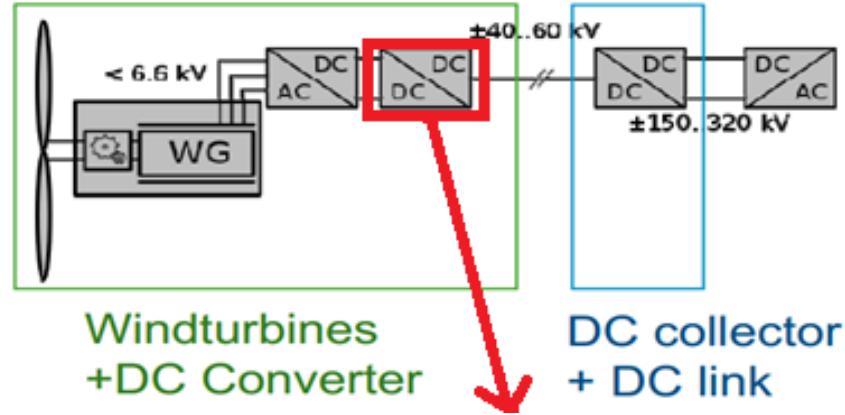 ±40..60 kV
< 6.6 kV
DC
AC
DC
DC
DC
DC
DC
AC
WG
±150..320 kV
Windturbines
+DC Converter
DC collector
+ DC link